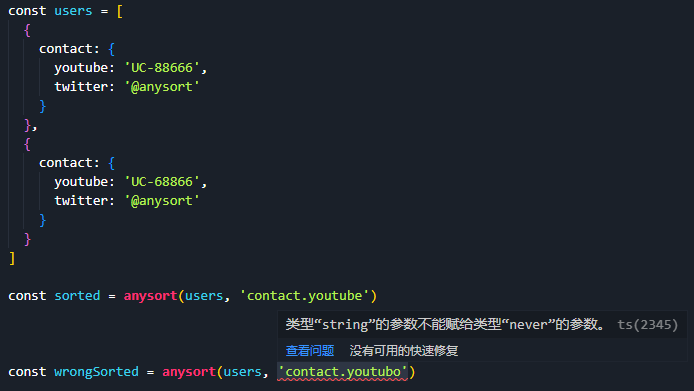 const users = [
  {
    contact: {
      youtube: 'UC-88666',
      twitter: '@anysort'
    }
  },
  {
    contact: {
      youtube: 'UC-68866',
      twitter: '@anysort'
    }
  }
]
const sorted = anysort(users, 'contact.youtube')
类型“string”的参数不能赋给类型“never”的参数。 ts(2345)
查看问题 没有可用的快速修复
const wrongSorted = anysort(users, 'contact.youtubo')